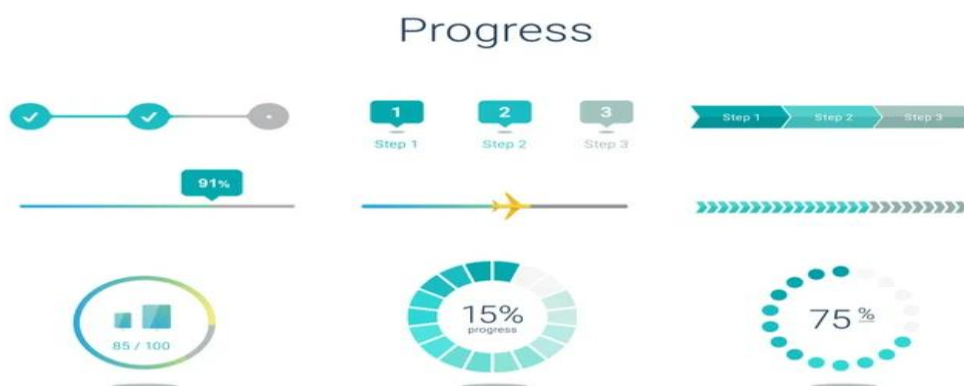 Progress
1 2 3
Step 1 Step 2 Step 3
Step 1 Step 2 Step 3
91%
85 / 100
15%
progress
75 %